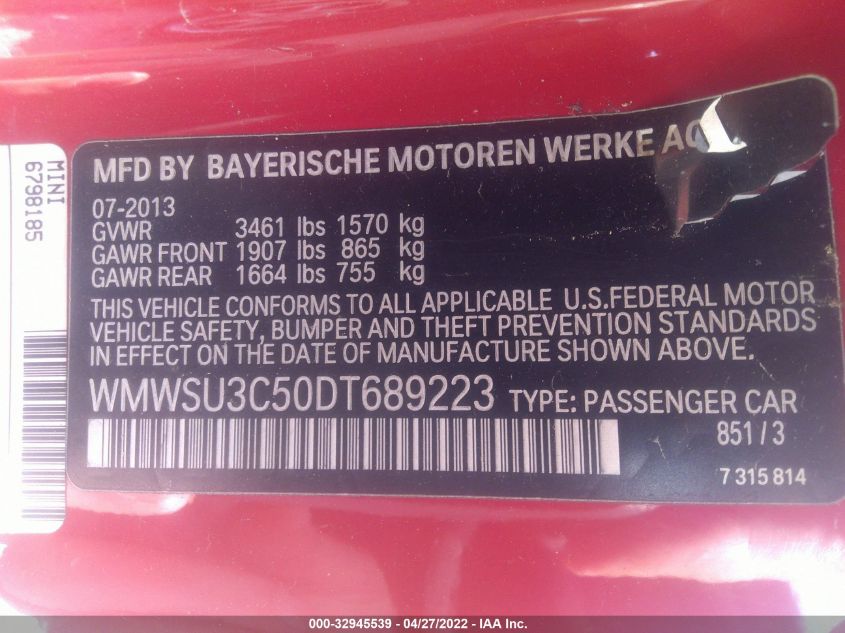 MINI
6798185
MFD BY BAYERISCHE MOTOREN WERKE AG
07-2013
GVWR 3461 lbs 1570 kg
GAWR FRONT 1907 lbs 865 kg
GAWR REAR 1664 lbs 755 kg
THIS VEHICLE CONFORMS TO ALL APPLICABLE U.S.FEDERAL MOTOR
VEHICLE SAFETY, BUMPER AND THEFT PREVENTION STANDARDS
IN EFFECT ON THE DATE OF MANUFACTURE SHOWN ABOVE.
WMWSU3C50DT689223 TYPE: PASSENGER CAR
851 / 3
7 315 814
000-32945539 - 04/27/2022 - IAA Inc.